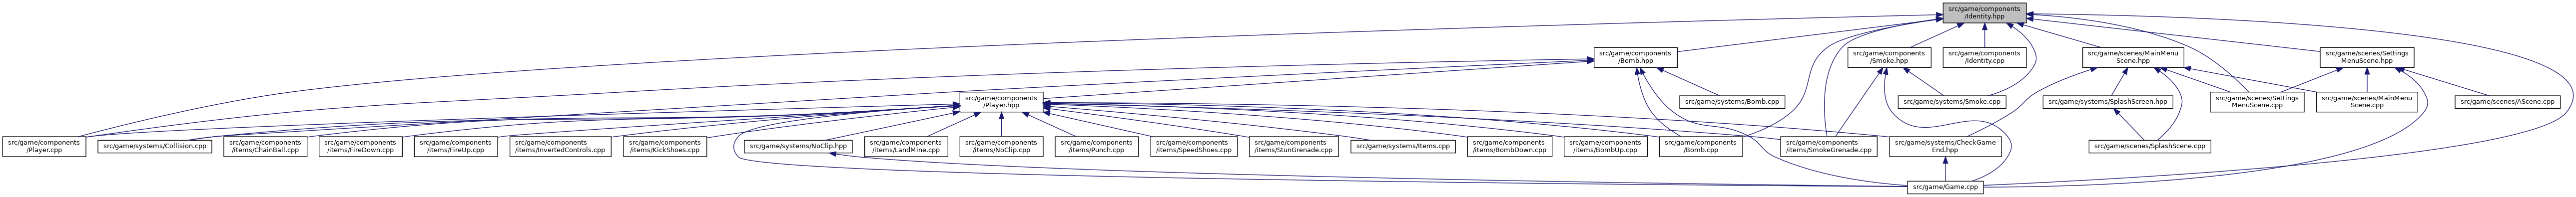 src/game/components
/Identity.hpp
src/game/components
/Bomb.hpp
src/game/components
/Smoke.hpp
src/game/components
/Identity.cpp
src/game/scenes/MainMenu
Scene.hpp
src/game/scenes/Settings
MenuScene.hpp
src/game/components
/Player.hpp
src/game/systems/Bomb.cpp
src/game/systems/Smoke.cpp
src/game/systems/SplashScreen.hpp
src/game/scenes/Settings
MenuScene.cpp
src/game/scenes/MainMenu
Scene.cpp
src/game/scenes/AScene.cpp
src/game/components
/Player.cpp
src/game/systems/Collision.cpp
src/game/components
/items/ChainBall.cpp
src/game/components
/items/FireDown.cpp
src/game/components
/items/FireUp.cpp
src/game/components
/items/InvertedControls.cpp
src/game/components
/items/KickShoes.cpp
src/game/systems/NoClip.hpp
src/game/components
/items/LandMine.cpp
src/game/components
/items/NoClip.cpp
src/game/components
/items/Punch.cpp
src/game/components
/items/SpeedShoes.cpp
src/game/components
/items/StunGrenade.cpp
src/game/systems/Items.cpp
src/game/components
/items/BombDown.cpp
src/game/components
/items/BombUp.cpp
src/game/components
/Bomb.cpp
src/game/components
/items/SmokeGrenade.cpp
src/game/systems/CheckGame
End.hpp
src/game/scenes/SplashScene.cpp
src/game/Game.cpp